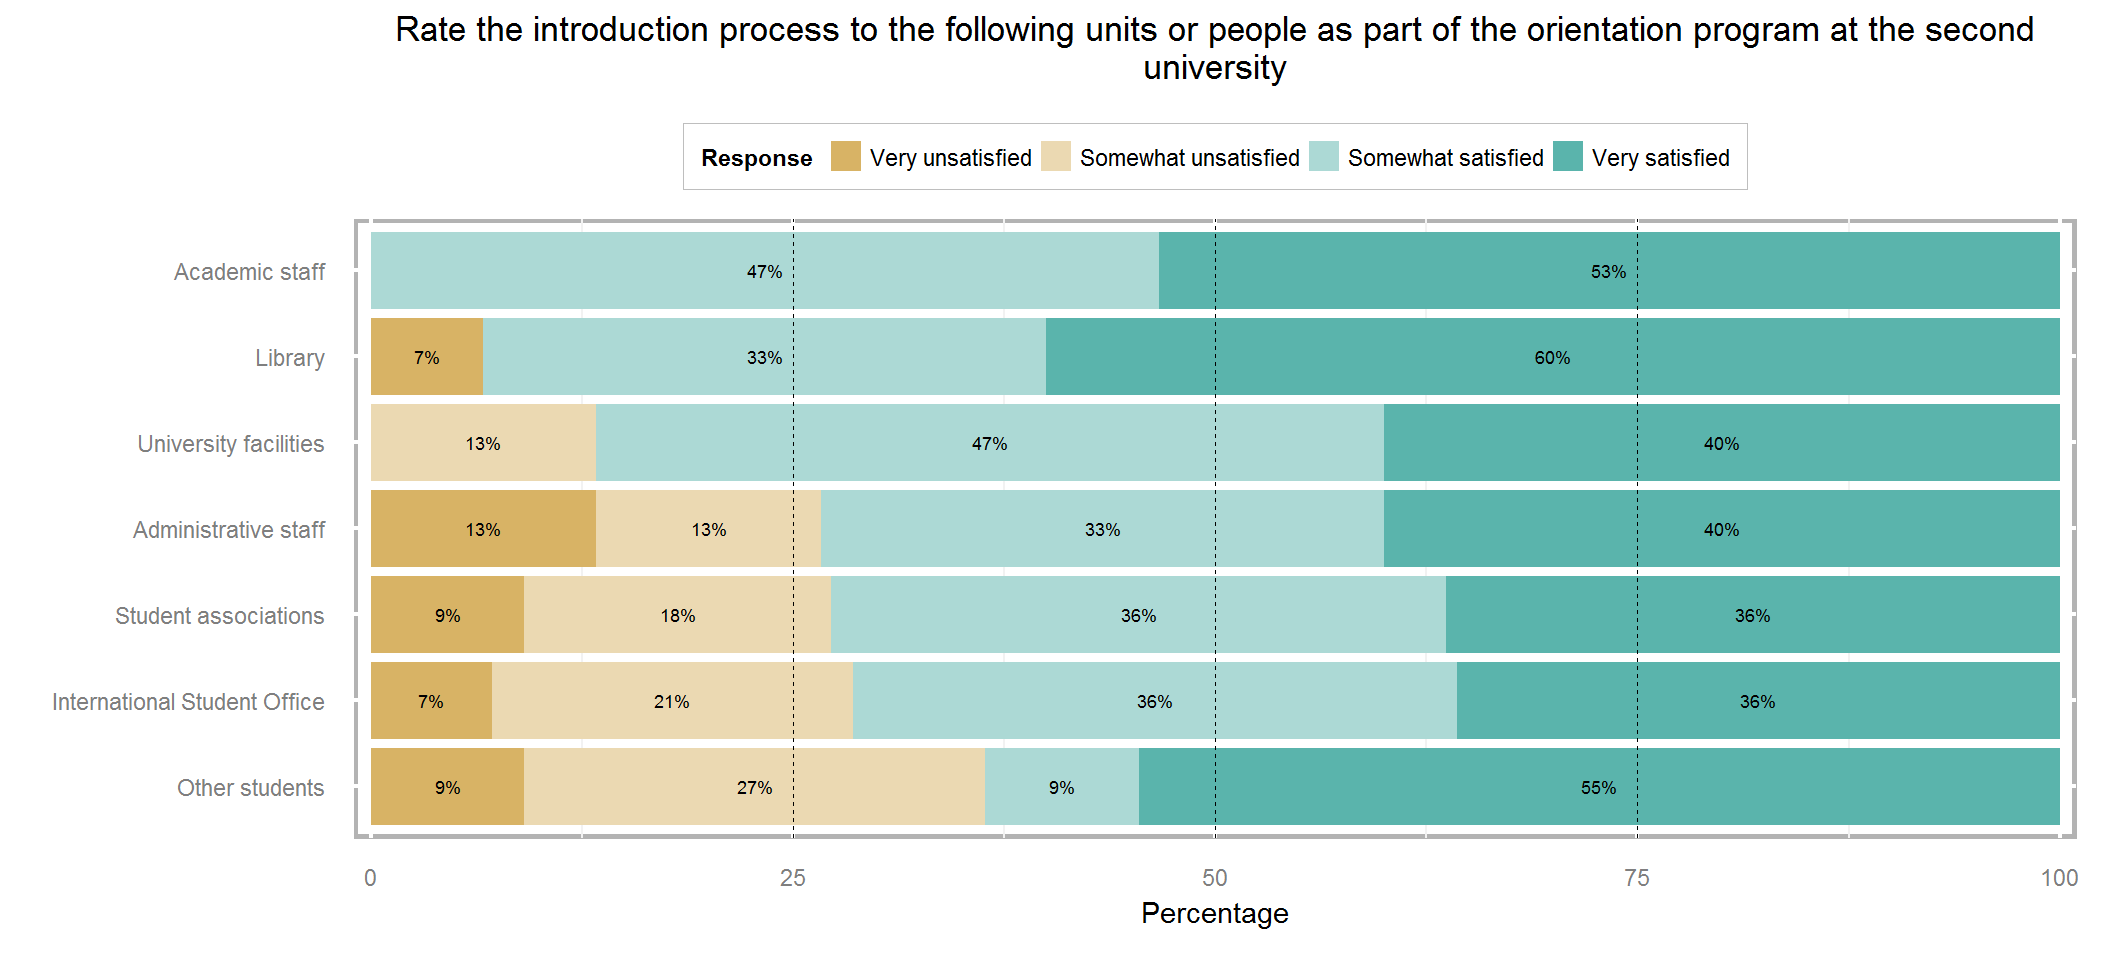 Rate the introduction process to the following units or people as part of the orientation program at the second
university
Response Very unsatisfied Somewhat unsatisfied Somewhat satisfied Very satisfied
Academic staff 47% 53%
Library 7% 33% 60%
University facilities 13% 47% 40%
Administrative staff 13% 13% 33% 40%
Student associations 9% 18% 36% 36%
International Student Office 7% 21% 36% 36%
Other students 9% 27% 9% 55%
0 25 50 75 100
Percentage